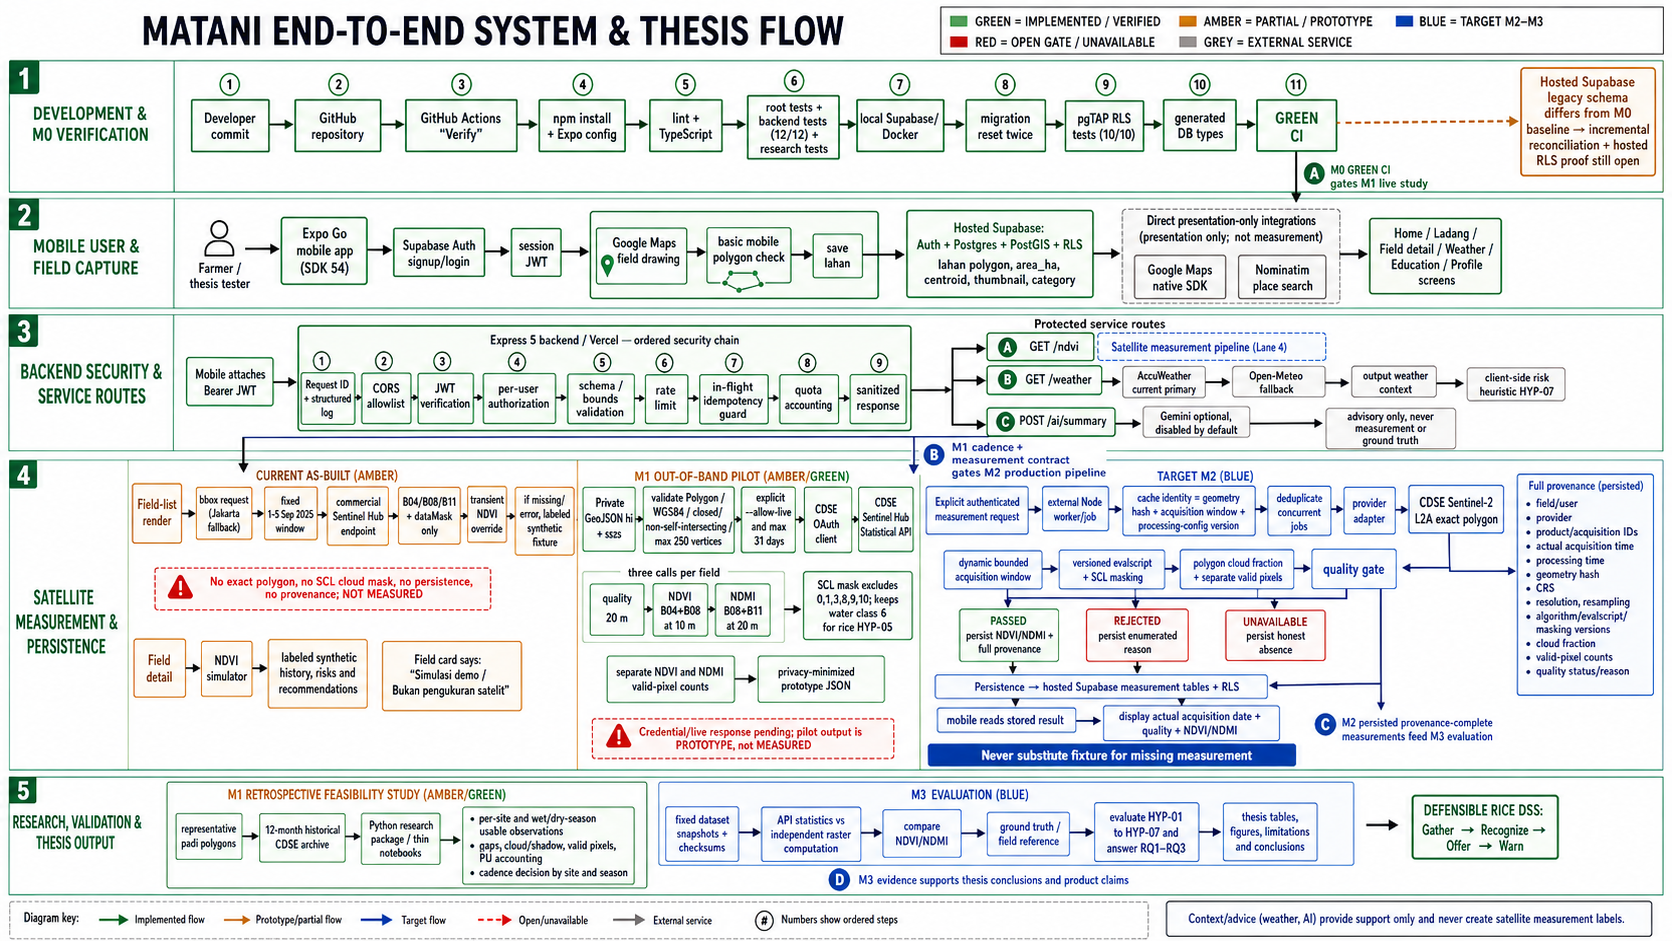 MATANI END-TO-END SYSTEM & THESIS FLOW
GREEN = IMPLEMENTED / VERIFIED
AMBER = PARTIAL / PROTOTYPE
BLUE = TARGET M2–M3
RED = OPEN GATE / UNAVAILABLE
GREY = EXTERNAL SERVICE
1
DEVELOPMENT &
M0 VERIFICATION
1
Developer
commit
2
GitHub
repository
3
GitHub Actions
“Verify”
4
npm install
+ Expo config
5
lint +
TypeScript
6
root tests +
backend tests
(12/12) +
research tests
7
local Supabase/
Docker
8
migration
reset twice
9
pgTAP RLS
tests (10/10)
10
generated
DB types
11
GREEN
CI
Hosted Supabase
legacy schema
differs from M0
baseline → incremental
reconciliation + hosted
RLS proof still open
A
M0 GREEN CI
gates M1 live study
2
MOBILE USER &
FIELD CAPTURE
Farmer /
thesis tester
Expo Go
mobile app
(SDK 54)
Supabase Auth
signup/login
session
JWT
Google Maps
field drawing
basic mobile
polygon check
save
lahan
Hosted Supabase:
Auth + Postgres + PostGIS + RLS
lahan polygon, area_ha,
centroid, thumbnail, category
Direct presentation-only integrations
(presentation only; not measurement)
Google Maps
native SDK
Nominatim
place search
Home / Ladang /
Field detail / Weather /
Education / Profile
screens
3
BACKEND SECURITY &
SERVICE ROUTES
Mobile attaches
Bearer JWT
Express 5 backend / Vercel — ordered security chain
1
Request ID
+ structured
log
2
CORS
allowlist
3
JWT
verification
4
per-user
authorization
5
schema /
bounds
validation
6
rate
limit
7
in-flight
idempotency
guard
8
quota
accounting
9
sanitized
response
Protected service routes
A
GET /ndvi
Satellite measurement pipeline (Lane 4)
B
GET /weather
AccuWeather
current primary
Open-Meteo
fallback
output weather
context
client-side risk
heuristic HYP-07
C
POST /ai/summary
Gemini optional,
disabled by default
advisory only, never
measurement or
ground truth
B
M1 cadence +
measurement contract
gates M2 production pipeline
4
SATELLITE
MEASUREMENT &
PERSISTENCE
CURRENT AS-BUILT (AMBER)
Field-list
render
bbox request
(Jakarta
fallback)
fixed
1-5 Sep 2025
window
commercial
Sentinel Hub
endpoint
B04/B08/B11
+ dataMask
only
transient
NDVI
override
if missing/
error, labeled
synthetic
fixture
No exact polygon, no SCL cloud mask, no persistence,
no provenance; NOT MEASURED
Field
detail
NDVI
simulator
labeled synthetic
history, risks and
recommendations
Field card says:
“Simulasi demo /
Bukan pengukuran satelit”
M1 OUT-OF-BAND PILOT (AMBER/GREEN)
Private
GeoJSON hi
+ sszs
validate Polygon /
WGS84 / closed/
non-self-intersecting /
max 250 vertices
explicit
--allow-live
and max
31 days
CDSE
OAuth
client
CDSE
Sentinel Hub
Statistical API
three calls per field
quality
20 m
NDVI
B04+B08
at 10 m
NDMI
B08+B11
at 20 m
SCL mask excludes
0,1,3,8,9,10; keeps
water class 6
for rice HYP-05
separate NDVI and NDMI
valid-pixel counts
privacy-minimized
prototype JSON
Credential/live response pending; pilot output is
PROTOTYPE, not MEASURED
TARGET M2 (BLUE)
Explicit authenticated
measurement request
external Node
worker/job
cache identity = geometry
hash + acquisition window +
processing-config version
deduplicate
concurrent
jobs
provider
adapter
CDSE Sentinel-2
L2A exact polygon
dynamic bounded
acquisition window
versioned evalscript
+ SCL masking
polygon cloud fraction
+ separate valid pixels
quality gate
PASSED
persist NDVI/NDMI +
full provenance
REJECTED
persist enumerated
reason
UNAVAILABLE
persist honest
absence
Persistence → hosted Supabase measurement tables + RLS
mobile reads stored result
display actual acquisition date +
quality + NDVI/NDMI
Never substitute fixture for missing measurement
Full provenance (persisted)
• field/user
• provider
• product/acquisition IDs
• actual acquisition time
• processing time
• geometry hash
• CRS
• resolution, resampling
• algorithm/evalscript/
masking versions
• cloud fraction
• valid-pixel counts
• quality status/reason
C
M2 persisted provenance-complete
measurements feed M3 evaluation
5
RESEARCH, VALIDATION &
THESIS OUTPUT
M1 RETROSPECTIVE FEASIBILITY STUDY (AMBER/GREEN)
representative
padi polygons
12-month historical
CDSE archive
Python research
package / thin
notebooks
• per-site and wet/dry-season
usable observations
• gaps, cloud/shadow, valid pixels,
PU accounting
• cadence decision by site and season
M3 EVALUATION (BLUE)
fixed dataset
snapshots +
checksums
API statistics vs
independent raster
computation
compare
NDVI/NDMI
ground truth /
field reference
evaluate HYP-01
to HYP-07 and
answer RQ1–RQ3
thesis tables,
figures, limitations
and conclusions
D
M3 evidence supports thesis conclusions and product claims
DEFENSIBLE RICE DSS:
Gather → Recognize →
Offer → Warn
Diagram key:
Implemented flow
Prototype/partial flow
Target flow
Open/unavailable
External service
#
Numbers show ordered steps
Context/advice (weather, AI) provide support only and never create satellite measurement labels.